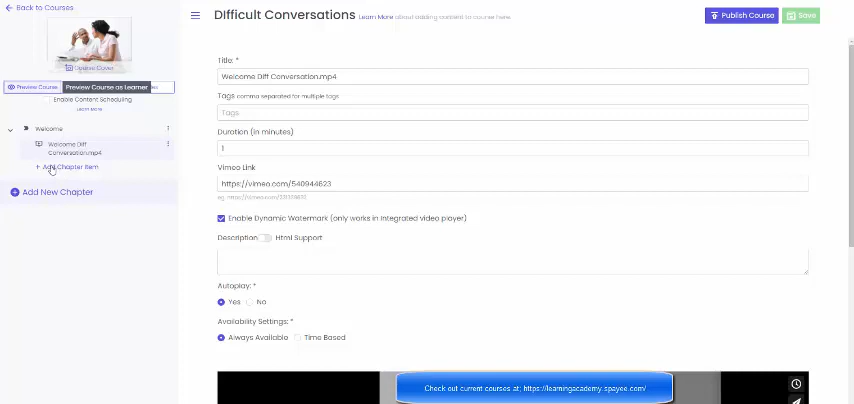 Back to Courses
DIfficult Conversations Learn More about adding content to course here.
Publish Course
Save
Course Cover
Preview Course
Preview Course as Learner
Enable Content Scheduling
Learn More
Welcome
Welcome Diff
Conversation.mp4
+ Add Chapter Item
Add New Chapter
Title: *
Welcome Diff Conversation.mp4
Tags comma separated for multiple tags
Tags
Duration (in minutes)
1
Vimeo Link
https://vimeo.com/540944623
Enable Dynamic Watermark (only works in integrated video player)
Description Html Support
Autoplay: *
Yes No
Availability Settings: *
Always Available Time Based
Check out current courses at; https://learningacademy.spayee.com/